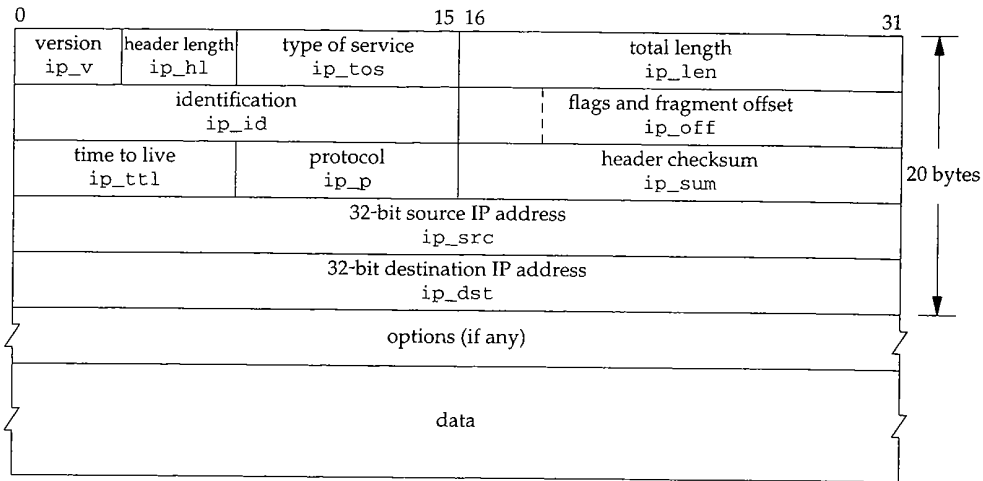 0 15 16 31
version header length type of service total length
ip_v ip_hl ip_tos ip_len
identification flags and fragment offset
ip_id ip_off
time to live protocol header checksum
ip_ttl ip_p ip_sum
20 bytes
32-bit source IP address
ip_src
32-bit destination IP address
ip_dst
options (if any)
data